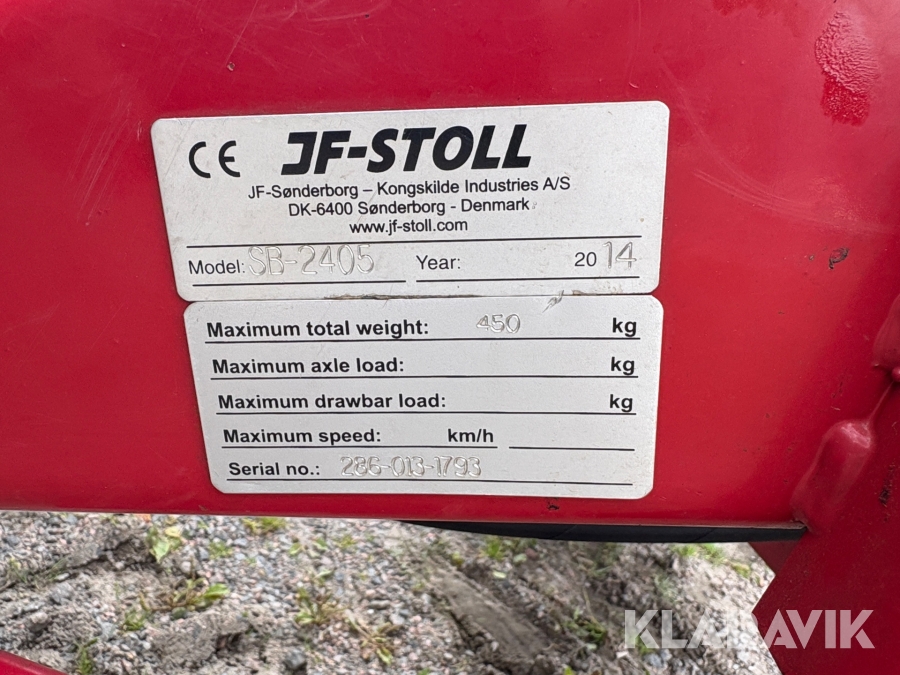 CE JF-STOLL
JF-Sønderborg – Kongskilde Industries A/S
DK-6400 Sønderborg - Denmark
www.jf-stoll.com
Model: SB-2405 Year: 2014
Maximum total weight: 450 kg
Maximum axle load: kg
Maximum drawbar load: kg
Maximum speed: km/h
Serial no.: 286-013-1793
KLARAVIK